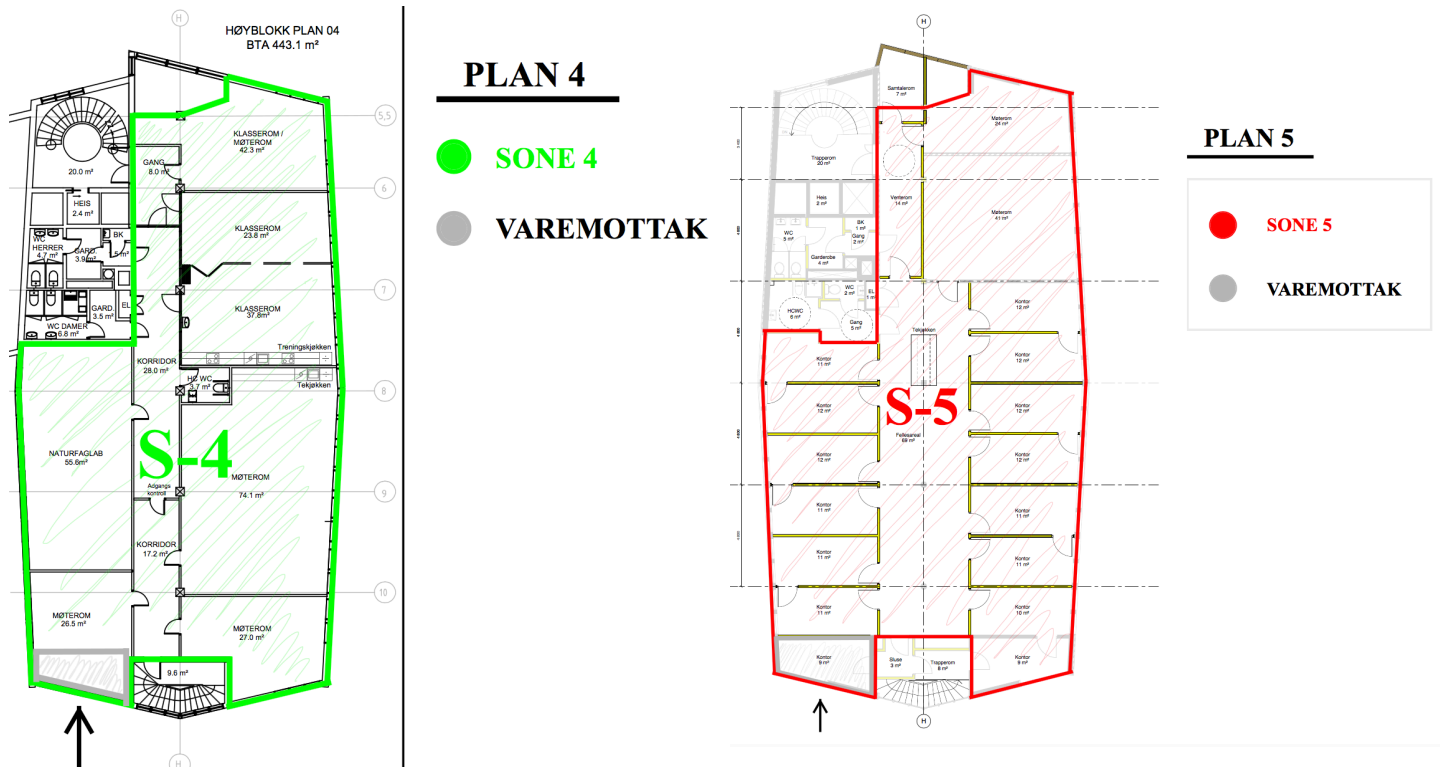 HØYBLOKK PLAN 04
BTA 443.1 m²
H
5,5
6
7
8
9
10
H
KLASSEROM /
MØTEROM
42.3 m²
GANG
8.0 m²
20.0 m²
HEIS
2.4 m²
WC
HERRER
4.7 m²
GARD.
3.9 m²
BK
KLASSEROM
23.8 m²
KLASSEROM
37.8m²
EL
GARD.
3.5 m²
WC DAMER
6.8 m²
Treningskjøkken
KORRIDOR
28.0 m²
HC WC
3.7 m²
Tekjøkken
S-4
NATURFAGLAB
55.6m²
MØTEROM
74.1 m²
Adgangs
kontroll
KORRIDOR
17.2 m²
MØTEROM
26.5 m²
MØTEROM
27.0 m²
9.6 m²
PLAN 4
SONE 4
VAREMOTTAK
H
Samtalerom
7 m²
Møterom
24 m²
Trapperom
20 m²
Heis
2 m²
Venterom
14 m²
Møterom
41 m²
WC
5 m²
BK
1 m²
Gang
2 m²
Garderobe
4 m²
WC
2 m²
EL
1 m²
HCWC
6 m²
Gang
5 m²
Tekjøkken
Kontor
12 m²
Kontor
11 m²
Kontor
12 m²
S-5
Kontor
12 m²
Kontor
12 m²
Fellesareal
69 m²
Kontor
12 m²
Kontor
12 m²
Kontor
11 m²
Kontor
11 m²
Kontor
11 m²
Kontor
11 m²
Kontor
11 m²
Kontor
10 m²
Kontor
9 m²
Sluse
3 m²
Trapperom
8 m²
Kontor
9 m²
H
PLAN 5
SONE 5
VAREMOTTAK